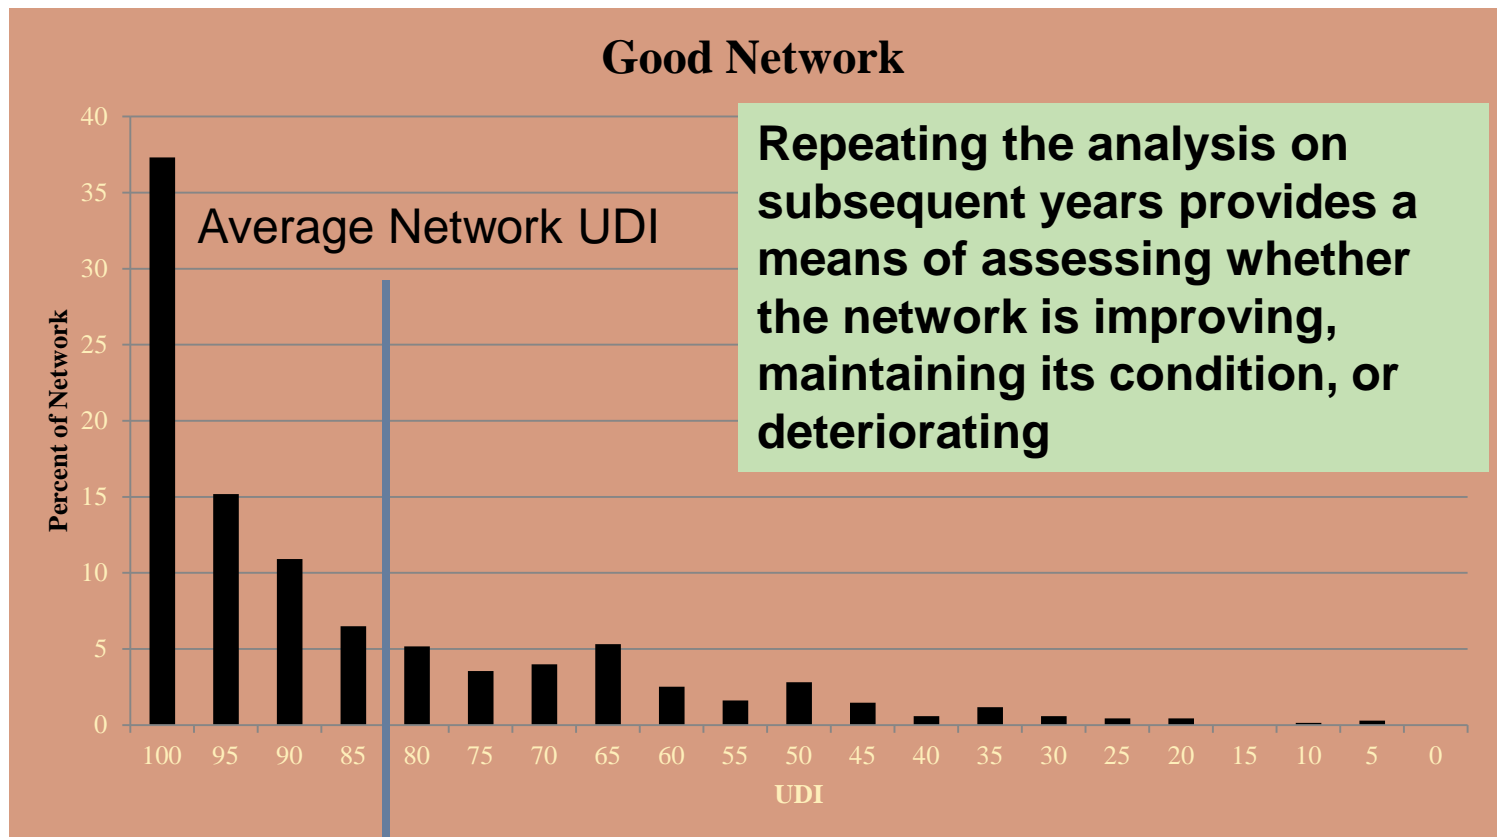 Good Network
Repeating the analysis on
subsequent years provides a
means of assessing whether
the network is improving,
maintaining its condition, or
deteriorating
Average Network UDI
Percent of Network
40
35
30
25
20
15
10
5
0
100 95 90 85 80 75 70 65 60 55 50 45 40 35 30 25 20 15 10 5 0
UDI